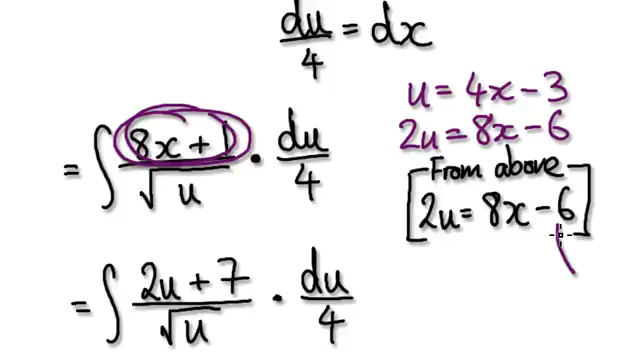 du/4 = dx
= ∫ (8x + 1)/√u · du/4
u = 4x - 3
2u = 8x - 6
From above
[2u = 8x - 6]
= ∫ (2u + 7)/√u · du/4